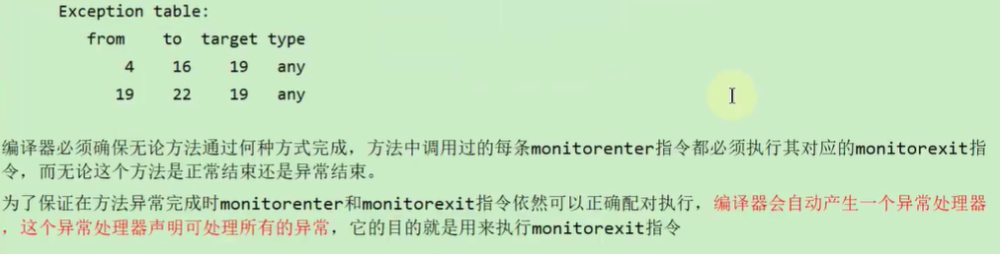 Exception table:
from to target type
4 16 19 any
19 22 19 any
编译器必须确保无论方法通过何种方式完成，方法中调用过的每条monitorenter指令都必须执行其对应的monitorexit指
令，而无论这个方法是正常结束还是异常结束。
为了保证在方法异常完成时monitorenter和monitorexit指令依然可以正确配对执行，编译器会自动产生一个异常处理器
，这个异常处理器声明可处理所有的异常，它的目的就是用来执行monitorexit指令